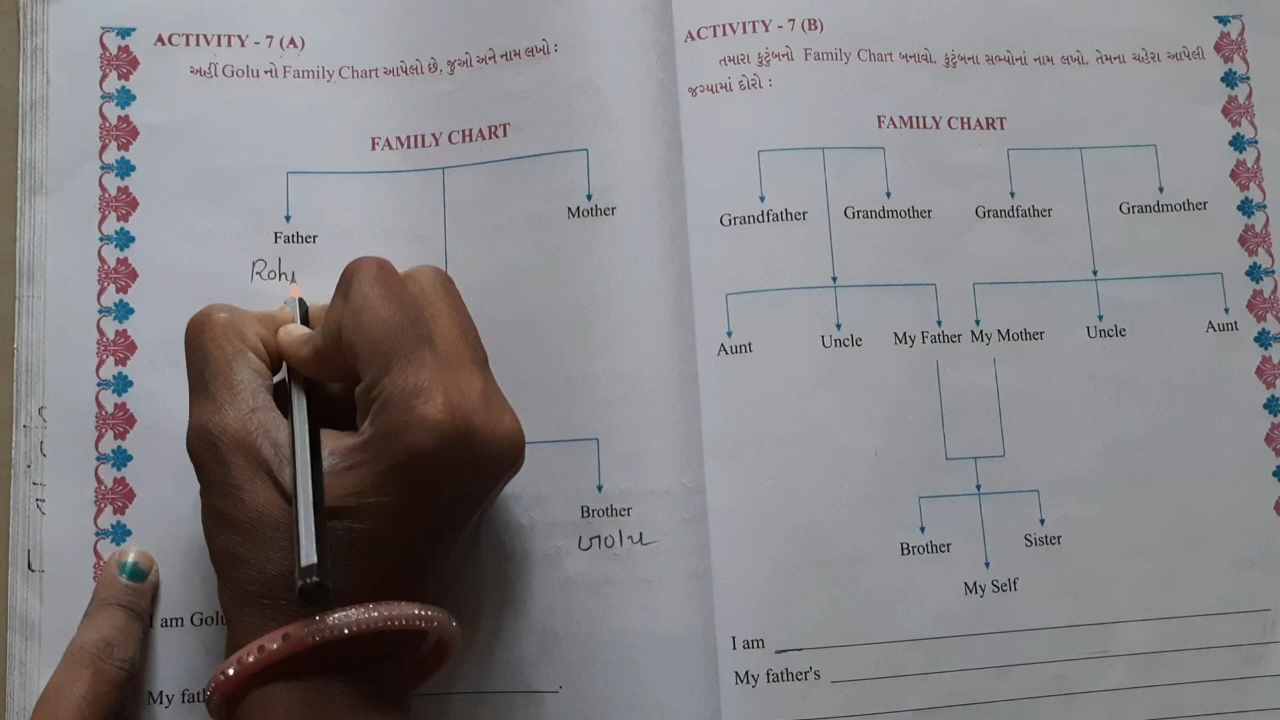 ACTIVITY - 7 (A)
અહીં Golu નો Family Chart આપેલો છે, જુઓ અને નામ લખો :
FAMILY CHART
Mother
Father
Roh
Brother
I am Golu
My fath
ACTIVITY - 7 (B)
તમારા કુટુંબનો Family Chart બનાવો. કુટુંબના સભ્યોનાં નામ લખો. તેમના ચહેરા આપેલી
જગ્યામાં દોરો :
FAMILY CHART
Grandfather Grandmother Grandfather Grandmother
Aunt Uncle My Father My Mother Uncle Aunt
Brother Sister
My Self
I am
My father's